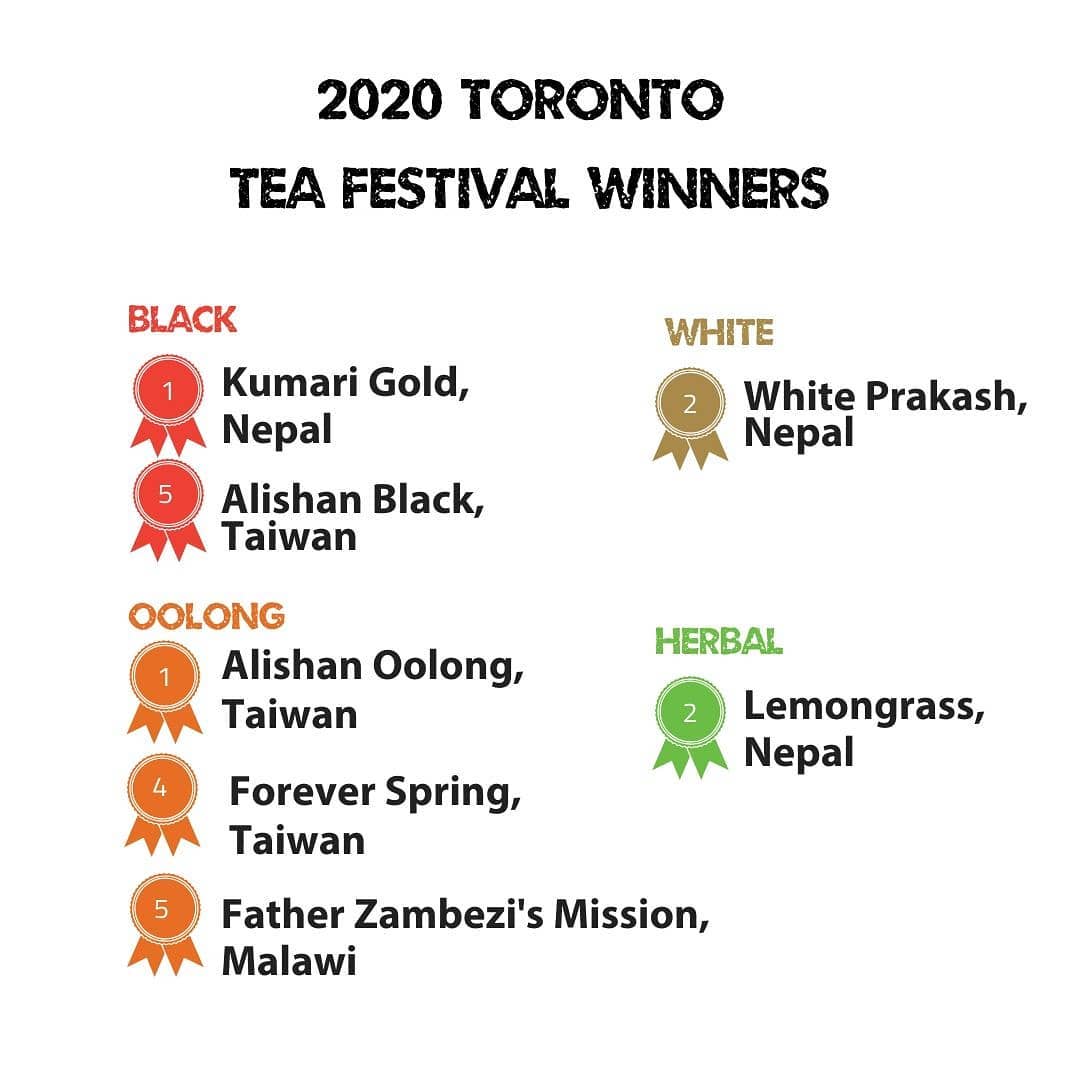 2020 TORONTO
TEA FESTIVAL WINNERS
BLACK
1
Kumari Gold,
Nepal
5
Alishan Black,
Taiwan
OOLONG
1
Alishan Oolong,
Taiwan
4
Forever Spring,
Taiwan
5
Father Zambezi's Mission,
Malawi
WHITE
2
White Prakash,
Nepal
HERBAL
2
Lemongrass,
Nepal